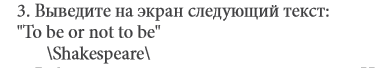 3. Выведите на экран следующий текст:
"To be or not to be"
\Shakespeare\